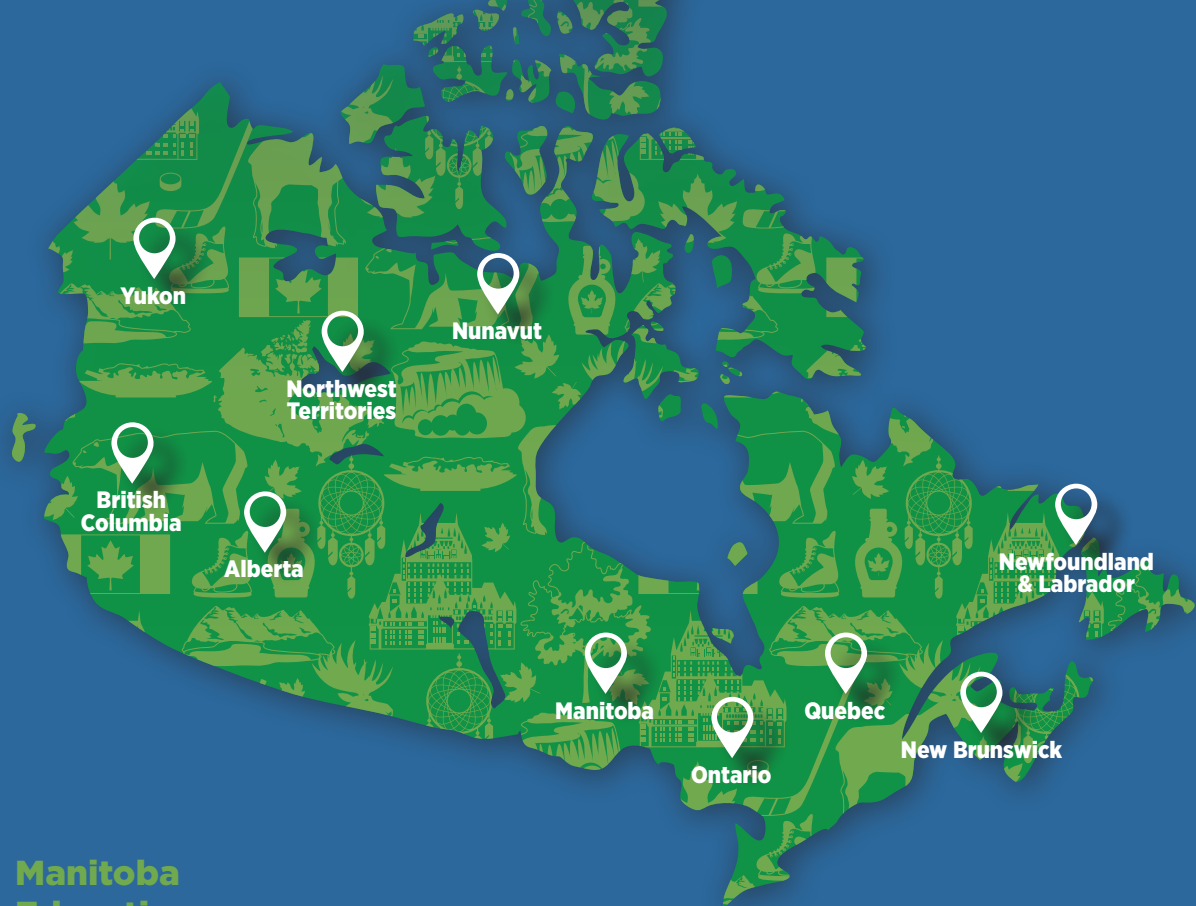 Yukon
Nunavut
Northwest
Territories
British
Columbia
Alberta
Newfoundland
& Labrador
Manitoba
Quebec
New Brunswick
Ontario
Manitoba